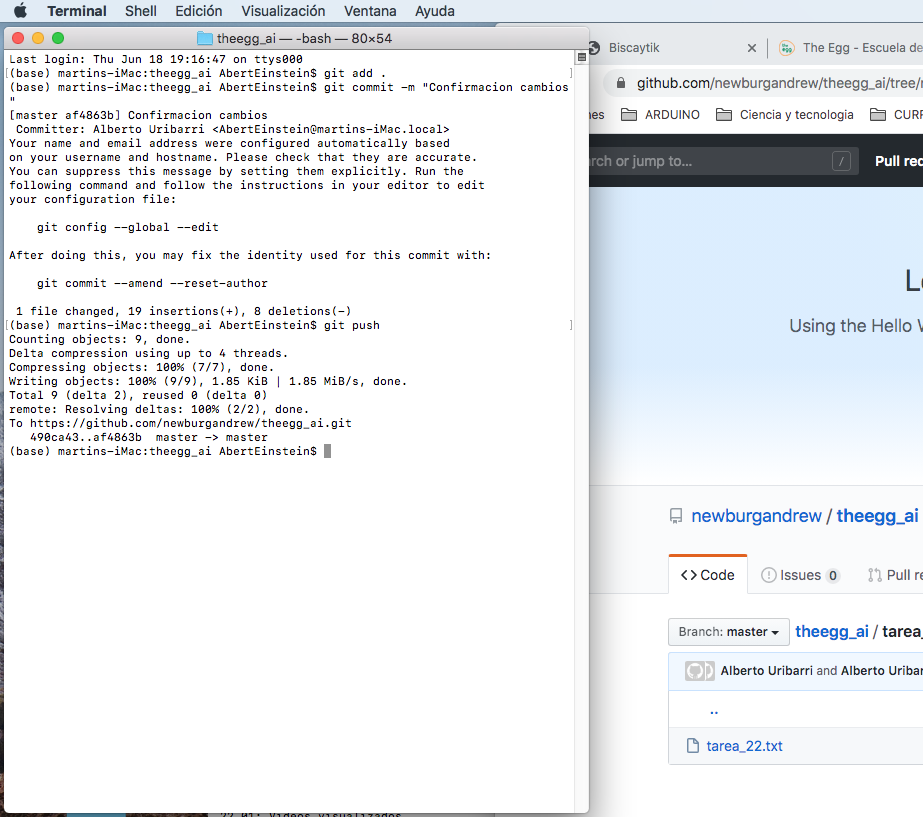 Terminal Shell Edición Visualización Ventana Ayuda
theegg_ai — -bash — 80×54
Last login: Thu Jun 18 19:16:47 on ttys000
[(base) martins-iMac:theegg_ai AbertEinstein$ git add . ]
(base) martins-iMac:theegg_ai AbertEinstein$ git commit -m "Confirmacion cambios
"
[master af4863b] Confirmacion cambios
Committer: Alberto Uribarri <AbertEinstein@martins-iMac.local>
Your name and email address were configured automatically based
on your username and hostname. Please check that they are accurate.
You can suppress this message by setting them explicitly. Run the
following command and follow the instructions in your editor to edit
your configuration file:
git config --global --edit
After doing this, you may fix the identity used for this commit with:
git commit --amend --reset-author
1 file changed, 19 insertions(+), 8 deletions(-)
[(base) martins-iMac:theegg_ai AbertEinstein$ git push ]
Counting objects: 9, done.
Delta compression using up to 4 threads.
Compressing objects: 100% (7/7), done.
Writing objects: 100% (9/9), 1.85 KiB | 1.85 MiB/s, done.
Total 9 (delta 2), reused 0 (delta 0)
remote: Resolving deltas: 100% (2/2), done.
To https://github.com/newburgandrew/theegg_ai.git
490ca43..af4863b master -> master
(base) martins-iMac:theegg_ai AbertEinstein$
Biscaytik
The Egg - Escuela de
github.com/newburgandrew/theegg_ai/tree/
nes ARDUINO Ciencia y tecnologia CURR
rch or jump to... / Pull req
Le
Using the Hello W
newburgandrew / theegg_ai
Code Issues 0 Pull re
Branch: master theegg_ai / tarea_
Alberto Uribarri and Alberto Uribar
..
tarea_22.txt
22_01: Videos visualizados